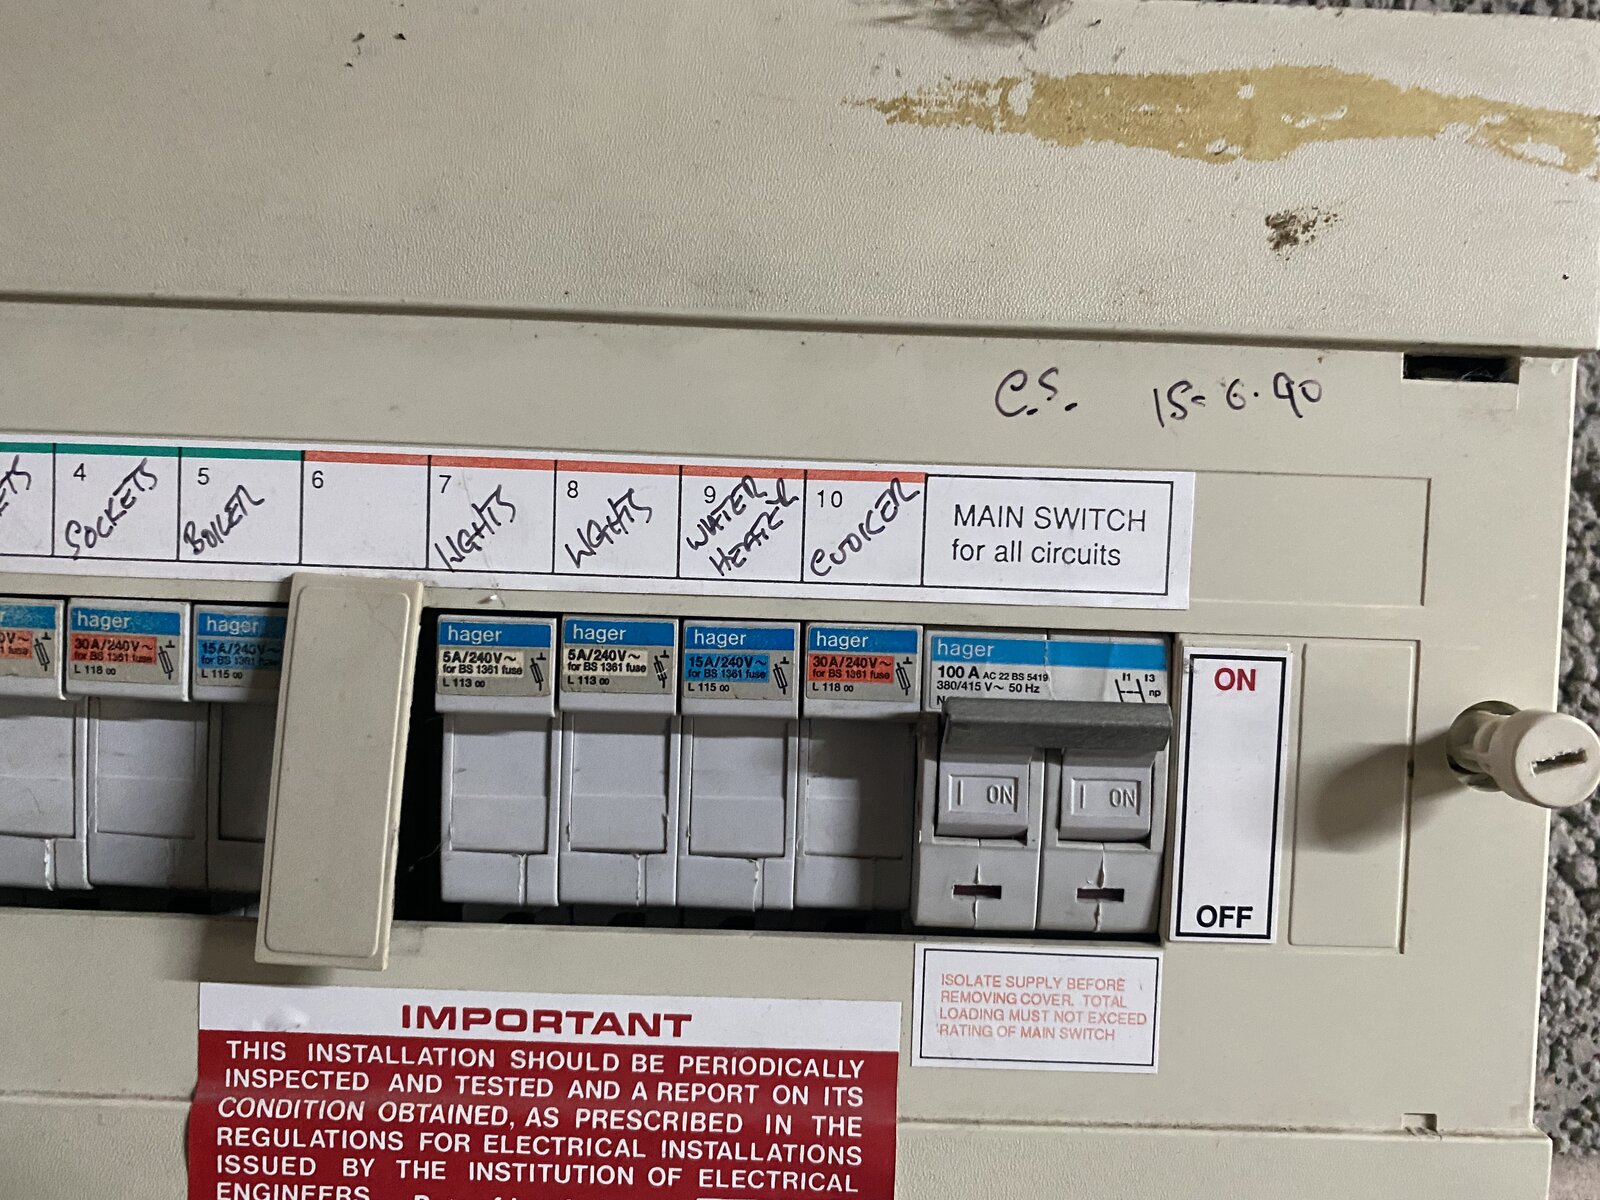 C.S. 15-6-90
4
SOCKETS
5
BOILER
6
7
LIGHTS
8
LIGHTS
9
WATER
HEATER
10
COOKER
MAIN SWITCH
for all circuits
hager
30A/240V~
for BS 1361 fuse
L 118 00
hager
15A/240V~
for BS 1361
L 115 00
hager
5A/240V~
for BS 1361 fuse
L 113 00
hager
5A/240V~
for BS 1361 fuse
L 113 00
hager
15A/240V~
for BS 1361 fuse
L 115 00
hager
30A/240V~
for BS 1361 fuse
L 118 00
hager
100 A AC 22 BS 5419
380/415 V~ 50 Hz
I1 I3
np
ON
ON
ON
OFF
ISOLATE SUPPLY BEFORE
REMOVING COVER. TOTAL
LOADING MUST NOT EXCEED
RATING OF MAIN SWITCH
IMPORTANT
THIS INSTALLATION SHOULD BE PERIODICALLY
INSPECTED AND TESTED AND A REPORT ON ITS
CONDITION OBTAINED, AS PRESCRIBED IN THE
REGULATIONS FOR ELECTRICAL INSTALLATIONS
ISSUED BY THE INSTITUTION OF ELECTRICAL
ENGINEERS